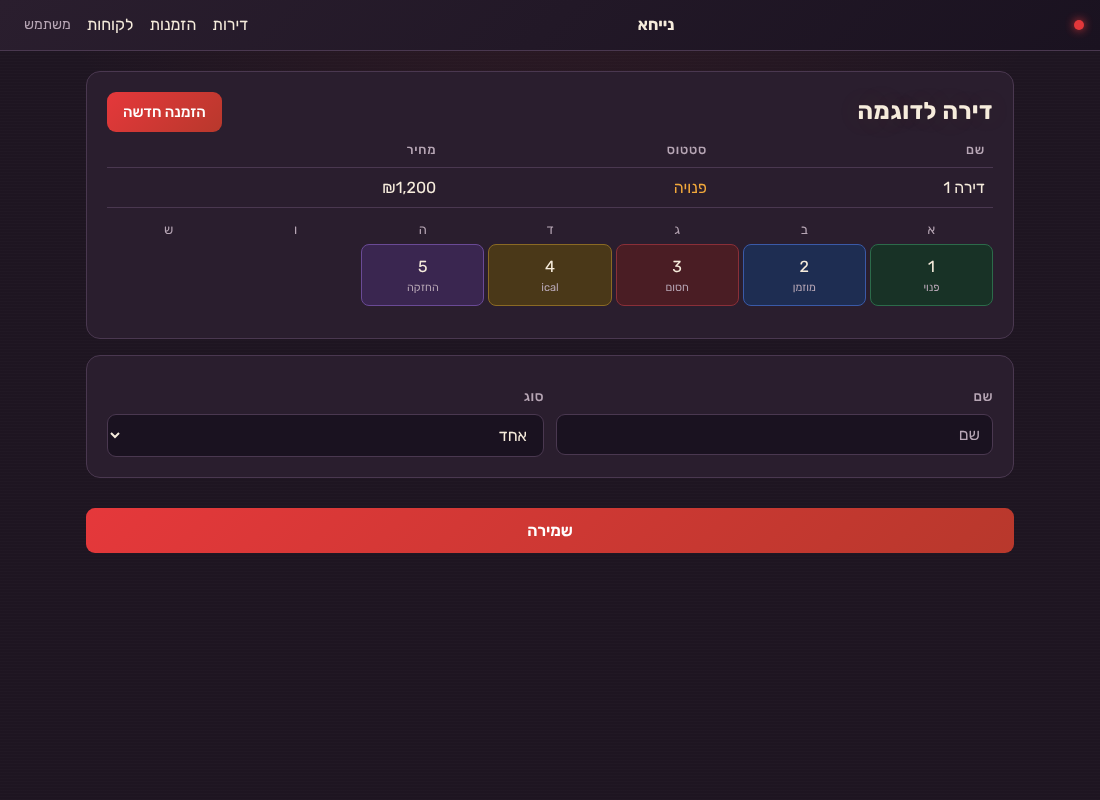 נייחא
דירות הזמנות לקוחות משתמש
דירה לדוגמה
הזמנה חדשה
שם סטטוס מחיר
דירה 1 פנויה ₪1,200
א ב ג ד ה ו ש
1 2 3 4 5
פנוי מוזמן חסום ical החזקה
שם סוג
שם אחד
שמירה